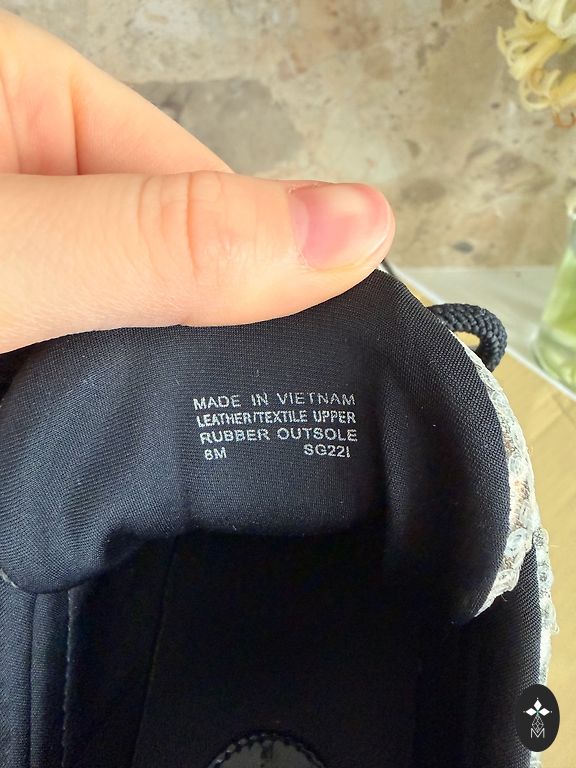 MADE IN VIETNAM
LEATHER/TEXTILE UPPER
RUBBER OUTSOLE
8M SG22I